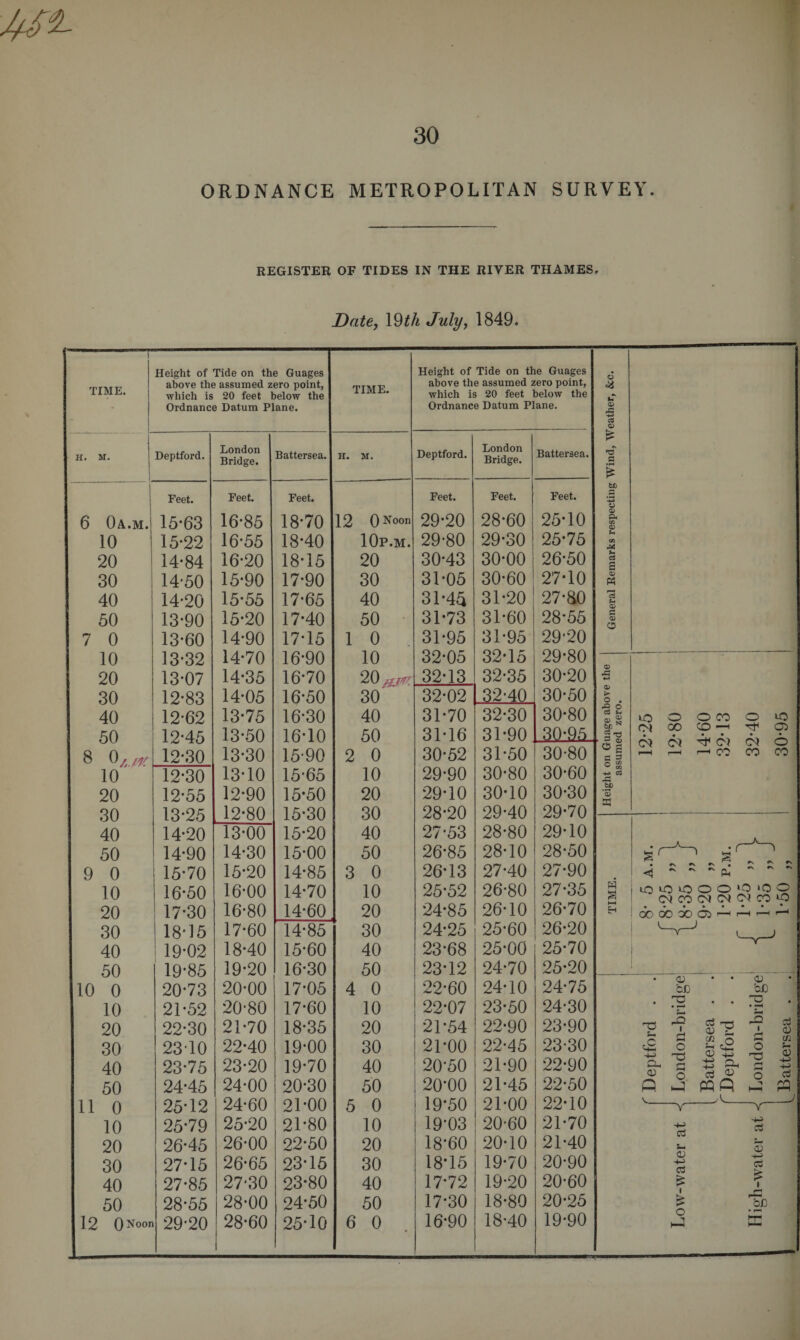 452
30
ORDNANCE METROPOLITAN SURVEY.
REGISTER OF TIDES IN THE RIVER THAMES.
Date, 19th July, 1849.
TIME. | Height of Tide on the Guages above the assumed zero point, which is 20 feet below the Ordnance Datum Plane. | TIME. | Height of Tide on the Guages above the assumed zero point, which is 20 feet below the Ordnance Datum Plane.
H. M. | Deptford. | London Bridge. | Battersea. | H. M. | Deptford. | London Bridge. | Battersea.
Feet. | Feet. | Feet. | Feet. | Feet. | Feet.
6 0A.M. | 15·63 | 16·85 | 18·70 | 12 0Noon | 29·20 | 28·60 | 25·10
10 | 15·22 | 16·55 | 18·40 | 10P.M. | 29·80 | 29·30 | 25·75
20 | 14·84 | 16·20 | 18·15 | 20 | 30·43 | 30·00 | 26·50
30 | 14·50 | 15·90 | 17·90 | 30 | 31·05 | 30·60 | 27·10
40 | 14·20 | 15·55 | 17·65 | 40 | 31·45 | 31·20 | 27·80
50 | 13·90 | 15·20 | 17·40 | 50 | 31·73 | 31·60 | 28·55
7 0 | 13·60 | 14·90 | 17·15 | 1 0 | 31·95 | 31·95 | 29·20
10 | 13·32 | 14·70 | 16·90 | 10 | 32·05 | 32·15 | 29·80
20 | 13·07 | 14·35 | 16·70 | 20 p.m. | 32·13 | 32·35 | 30·20
30 | 12·83 | 14·05 | 16·50 | 30 | 32·02 | 32·40 | 30·50
40 | 12·62 | 13·75 | 16·30 | 40 | 31·70 | 32·30 | 30·80
50 | 12·45 | 13·50 | 16·10 | 50 | 31·16 | 31·90 | 30·95
8 0 | 12·30 | 13·30 | 15·90 | 2 0 | 30·52 | 31·50 | 30·80
10 | 12·30 | 13·10 | 15·65 | 10 | 29·90 | 30·80 | 30·60
20 | 12·55 | 12·90 | 15·50 | 20 | 29·10 | 30·10 | 30·30
30 | 13·25 | 12·80 | 15·30 | 30 | 28·20 | 29·40 | 29·70
40 | 14·20 | 13·00 | 15·20 | 40 | 27·53 | 28·80 | 29·10
50 | 14·90 | 14·30 | 15·00 | 50 | 26·85 | 28·10 | 28·50
9 0 | 15·70 | 15·20 | 14·85 | 3 0 | 26·13 | 27·40 | 27·90
10 | 16·50 | 16·00 | 14·70 | 10 | 25·52 | 26·80 | 27·35
20 | 17·30 | 16·80 | 14·60 | 20 | 24·85 | 26·10 | 26·70
30 | 18·15 | 17·60 | 14·85 | 30 | 24·25 | 25·60 | 26·20
40 | 19·02 | 18·40 | 15·60 | 40 | 23·68 | 25·00 | 25·70
50 | 19·85 | 19·20 | 16·30 | 50 | 23·12 | 24·70 | 25·20
10 0 | 20·73 | 20·00 | 17·05 | 4 0 | 22·60 | 24·10 | 24·75
10 | 21·52 | 20·80 | 17·60 | 10 | 22·07 | 23·50 | 24·30
20 | 22·30 | 21·70 | 18·35 | 20 | 21·54 | 22·90 | 23·90
30 | 23·10 | 22·40 | 19·00 | 30 | 21·00 | 22·45 | 23·30
40 | 23·75 | 23·20 | 19·70 | 40 | 20·50 | 21·90 | 22·90
50 | 24·45 | 24·00 | 20·30 | 50 | 20·00 | 21·45 | 22·50
11 0 | 25·12 | 24·60 | 21·00 | 5 0 | 19·50 | 21·00 | 22·10
10 | 25·79 | 25·20 | 21·80 | 10 | 19·03 | 20·60 | 21·70
20 | 26·45 | 26·00 | 22·50 | 20 | 18·60 | 20·10 | 21·40
30 | 27·15 | 26·65 | 23·15 | 30 | 18·15 | 19·70 | 20·90
40 | 27·85 | 27·30 | 23·80 | 40 | 17·72 | 19·20 | 20·60
50 | 28·55 | 28·00 | 24·50 | 50 | 17·30 | 18·80 | 20·25
12 0Noon | 29·20 | 28·60 | 25·10 | 6 0 | 16·90 | 18·40 | 19·90
TIME. | Height on Guage above the assumed zero. | General Remarks respecting Wind, Weather, &c.
Low-water at { Deptford . | 8· 5 A.M. | 12·25
London-bridge { 8·25 „ 8·35 „ } | 12·80
Battersea . | 9·20 „ | 14·60
High-water at { Deptford . | 1·20 P.M. | 32·13
London-bridge { 1·25 „ 1·35 „ } | 32·40
Battersea . | 1·50 „ | 30·95